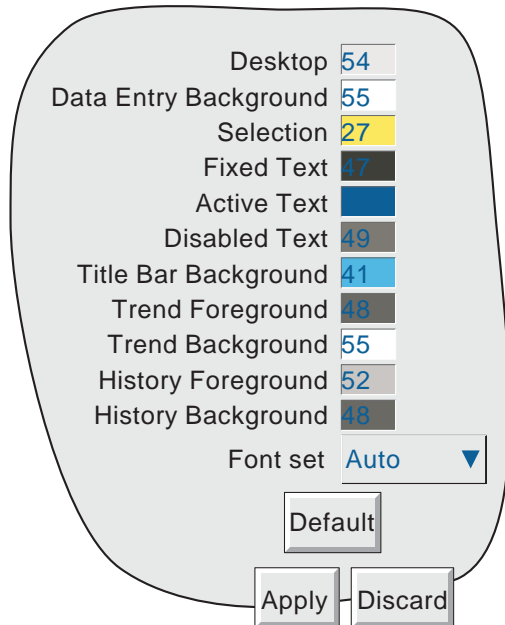 Desktop 54
Data Entry Background 55
Selection 27
Fixed Text 47
Active Text
Disabled Text 49
Title Bar Background 41
Trend Foreground 48
Trend Background 55
History Foreground 52
History Background 48
Font set Auto ▼
Default
Apply Discard